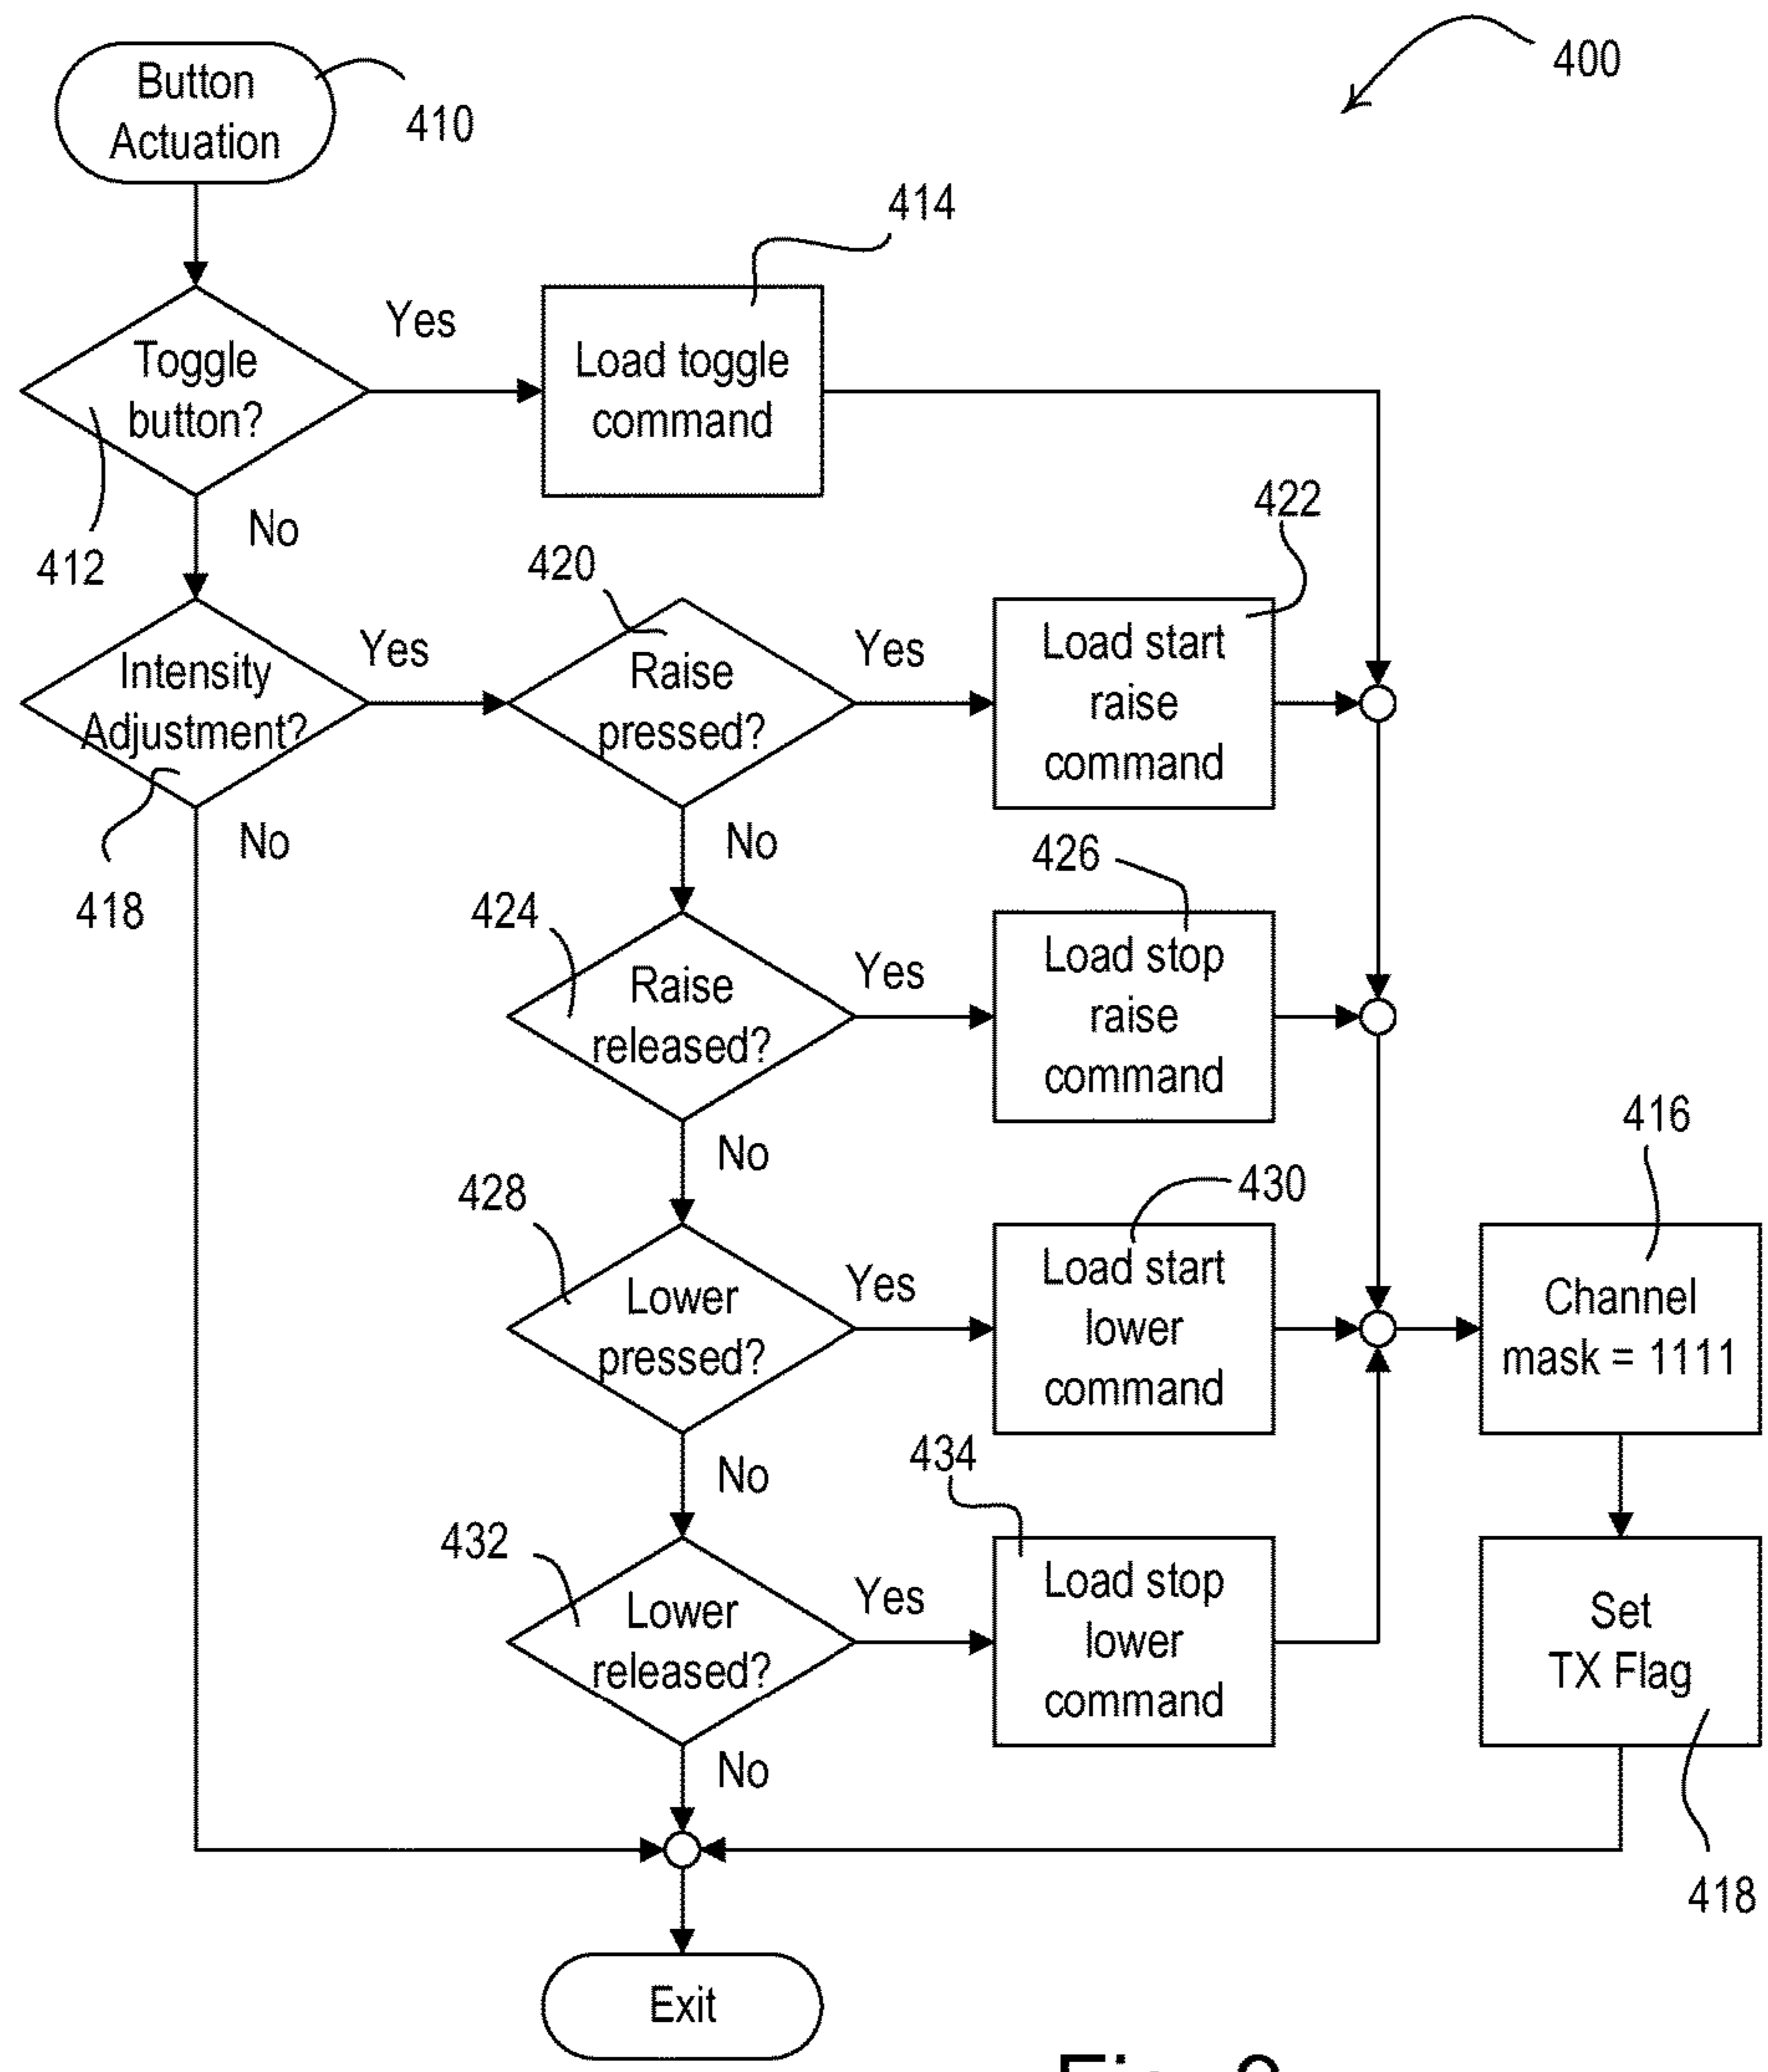 400
Button
Actuation
410
414
Toggle
button?
Yes
Load toggle
command
412
No
422
420
Intensity
Adjustment?
Yes
Raise
pressed?
Yes
Load start
raise
command
418
No
No
426
424
Raise
released?
Yes
Load stop
raise
command
416
No
430
428
Lower
pressed?
Yes
Load start
lower
command
Channel
mask = 1111
No
434
432
Lower
released?
Yes
Load stop
lower
command
Set
TX Flag
No
418
Exit